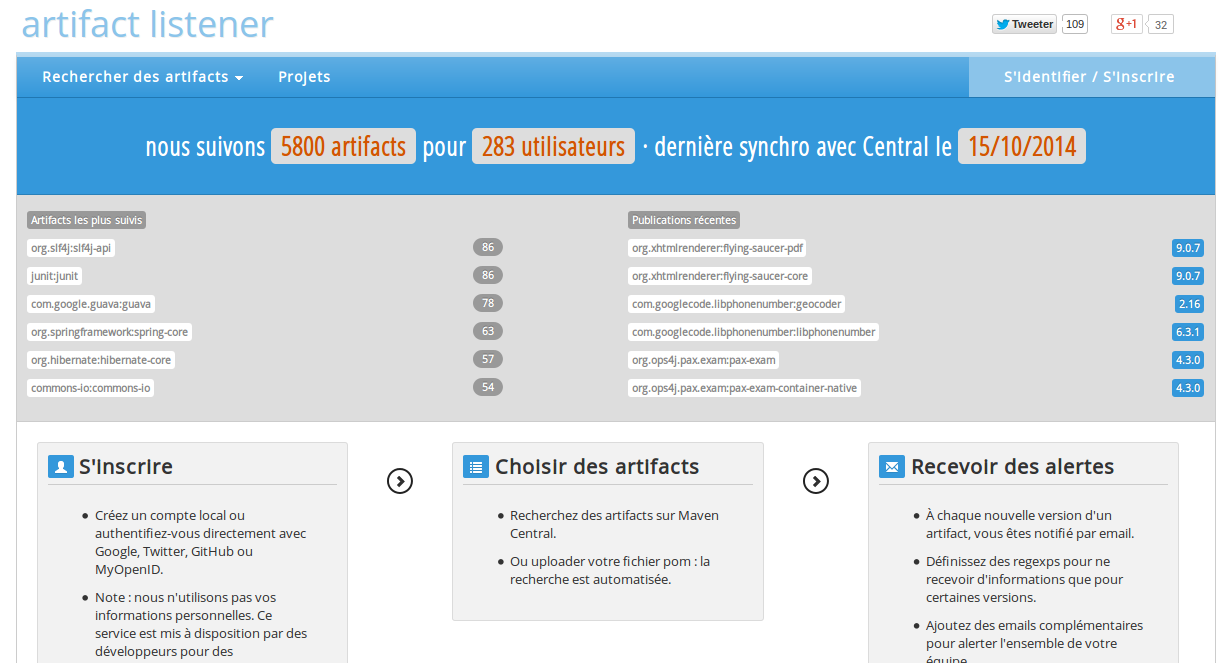 artifact listener
Tweeter 109
g+1 32
Rechercher des artifacts
Projets
S'Identifier / S'Inscrire
nous suivons 5800 artifacts pour 283 utilisateurs · dernière synchro avec Central le 15/10/2014
Artifacts les plus suivis
org.slf4j:slf4j-api 86
junit:junit 86
com.google.guava:guava 78
org.springframework:spring-core 63
org.hibernate:hibernate-core 57
commons-io:commons-io 54
Publications récentes
org.xhtmlrenderer:flying-saucer-pdf 9.0.7
org.xhtmlrenderer:flying-saucer-core 9.0.7
com.googlecode.libphonenumber:geocoder 2.16
com.googlecode.libphonenumber:libphonenumber 6.3.1
org.ops4j.pax.exam:pax-exam 4.3.0
org.ops4j.pax.exam:pax-exam-container-native 4.3.0
S'Inscrire
• Créez un compte local ou
authentifiez-vous directement avec
Google, Twitter, GitHub ou
MyOpenID.
• Note : nous n'utilisons pas vos
informations personnelles. Ce
service est mis à disposition par des
développeurs pour des
Choisir des artifacts
• Recherchez des artifacts sur Maven
Central.
• Ou uploader votre fichier pom : la
recherche est automatisée.
Recevoir des alertes
• À chaque nouvelle version d'un
artifact, vous êtes notifié par email.
• Définissez des regexps pour ne
recevoir d'informations que pour
certaines versions.
• Ajoutez des emails complémentaires
pour alerter l'ensemble de votre
équipe